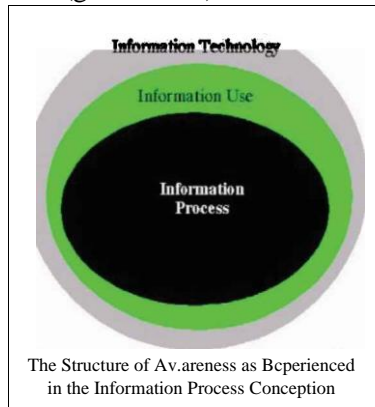 Information Technology
Information Use
Information
Process
The Structure of Av.areness as Bcperienced
in the Information Process Conception